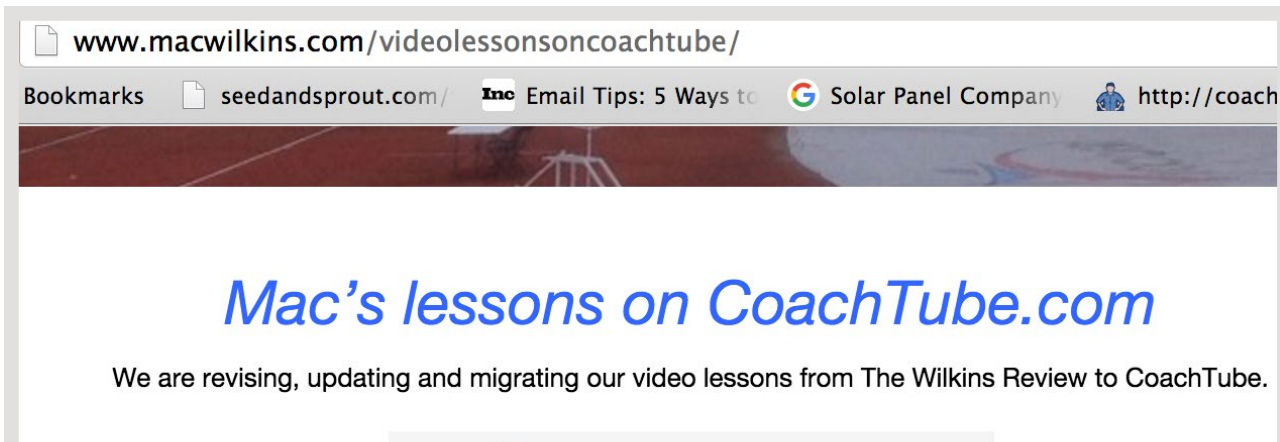 www.macwilkins.com/videolessonsoncoachtube/
Bookmarks seedandsprout.com/ Inc Email Tips: 5 Ways to G Solar Panel Company http://coach
Mac's lessons on CoachTube.com
We are revising, updating and migrating our video lessons from The Wilkins Review to CoachTube.